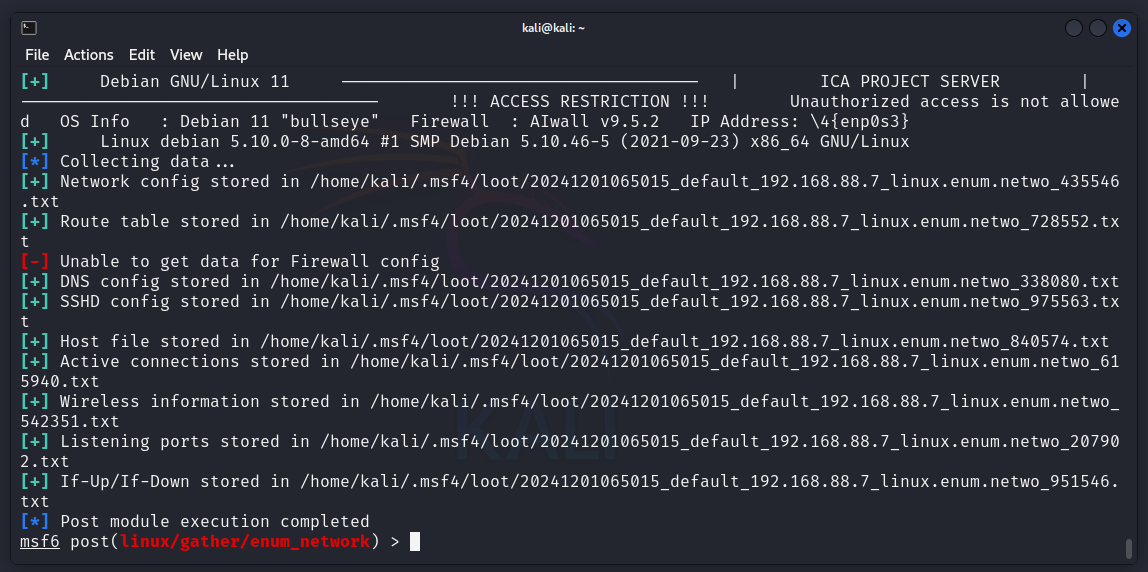 kali@kali: ~
File Actions Edit View Help
[+] Debian GNU/Linux 11 ──────────────────────────────────── | ICA PROJECT SERVER |
──────────────────────────────────── !!! ACCESS RESTRICTION !!! Unauthorized access is not allowe
d OS Info : Debian 11 "bullseye" Firewall : AIwall v9.5.2 IP Address: \4{enp0s3}
[+] Linux debian 5.10.0-8-amd64 #1 SMP Debian 5.10.46-5 (2021-09-23) x86_64 GNU/Linux
[*] Collecting data...
[+] Network config stored in /home/kali/.msf4/loot/20241201065015_default_192.168.88.7_linux.enum.netwo_435546
.txt
[+] Route table stored in /home/kali/.msf4/loot/20241201065015_default_192.168.88.7_linux.enum.netwo_728552.tx
t
[-] Unable to get data for Firewall config
[+] DNS config stored in /home/kali/.msf4/loot/20241201065015_default_192.168.88.7_linux.enum.netwo_338080.txt
[+] SSHD config stored in /home/kali/.msf4/loot/20241201065015_default_192.168.88.7_linux.enum.netwo_975563.tx
t
[+] Host file stored in /home/kali/.msf4/loot/20241201065015_default_192.168.88.7_linux.enum.netwo_840574.txt
[+] Active connections stored in /home/kali/.msf4/loot/20241201065015_default_192.168.88.7_linux.enum.netwo_61
5940.txt
[+] Wireless information stored in /home/kali/.msf4/loot/20241201065015_default_192.168.88.7_linux.enum.netwo_
542351.txt
[+] Listening ports stored in /home/kali/.msf4/loot/20241201065015_default_192.168.88.7_linux.enum.netwo_20790
2.txt
[+] If-Up/If-Down stored in /home/kali/.msf4/loot/20241201065015_default_192.168.88.7_linux.enum.netwo_951546.
txt
[*] Post module execution completed
msf6 post(linux/gather/enum_network) >
KALI